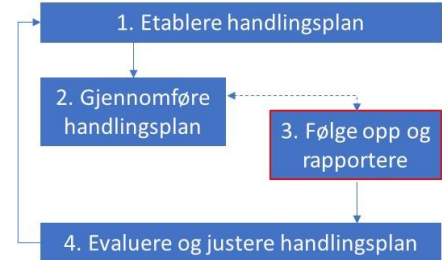 1. Etablere handlingsplan
2. Gjennomføre
handlingsplan
3. Følge opp og
rapportere
4. Evaluere og justere handlingsplan